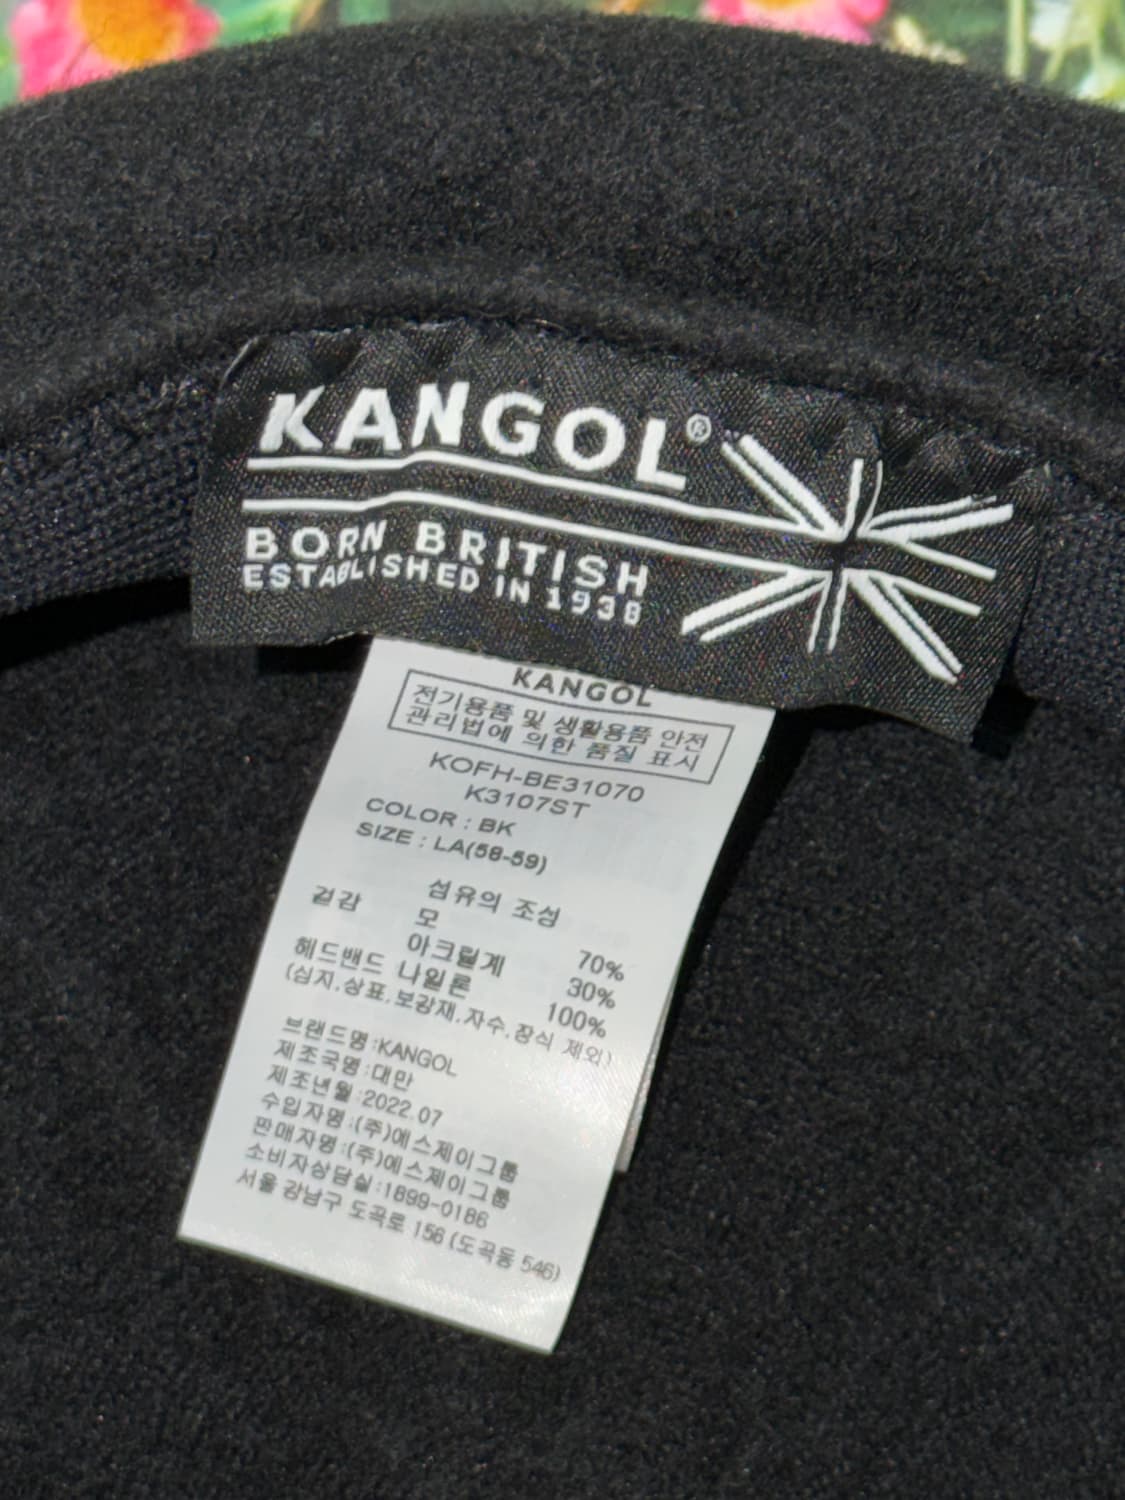 KANGOL®
BORN BRITISH
ESTABLISHED IN 1938
KANGOL
전기용품 및 생활용품 안전
관리법에 의한 품질 표시
KOFH-BE31070
K3107ST
COLOR : BK
SIZE : LA(58-59)
섬유의 조성
겉감 모 70%
아크릴계 30%
헤드밴드 나일론 100%
(심지,상표,보강재,자수,장식 제외)
브랜드명:KANGOL
제조국명:대만
제조년월:2022.07
수입자명:(주)에스제이그룹
판매자명:(주)에스제이그룹
소비자상담실:1899-0186
서울 강남구 도곡로 156 (도곡동 546)